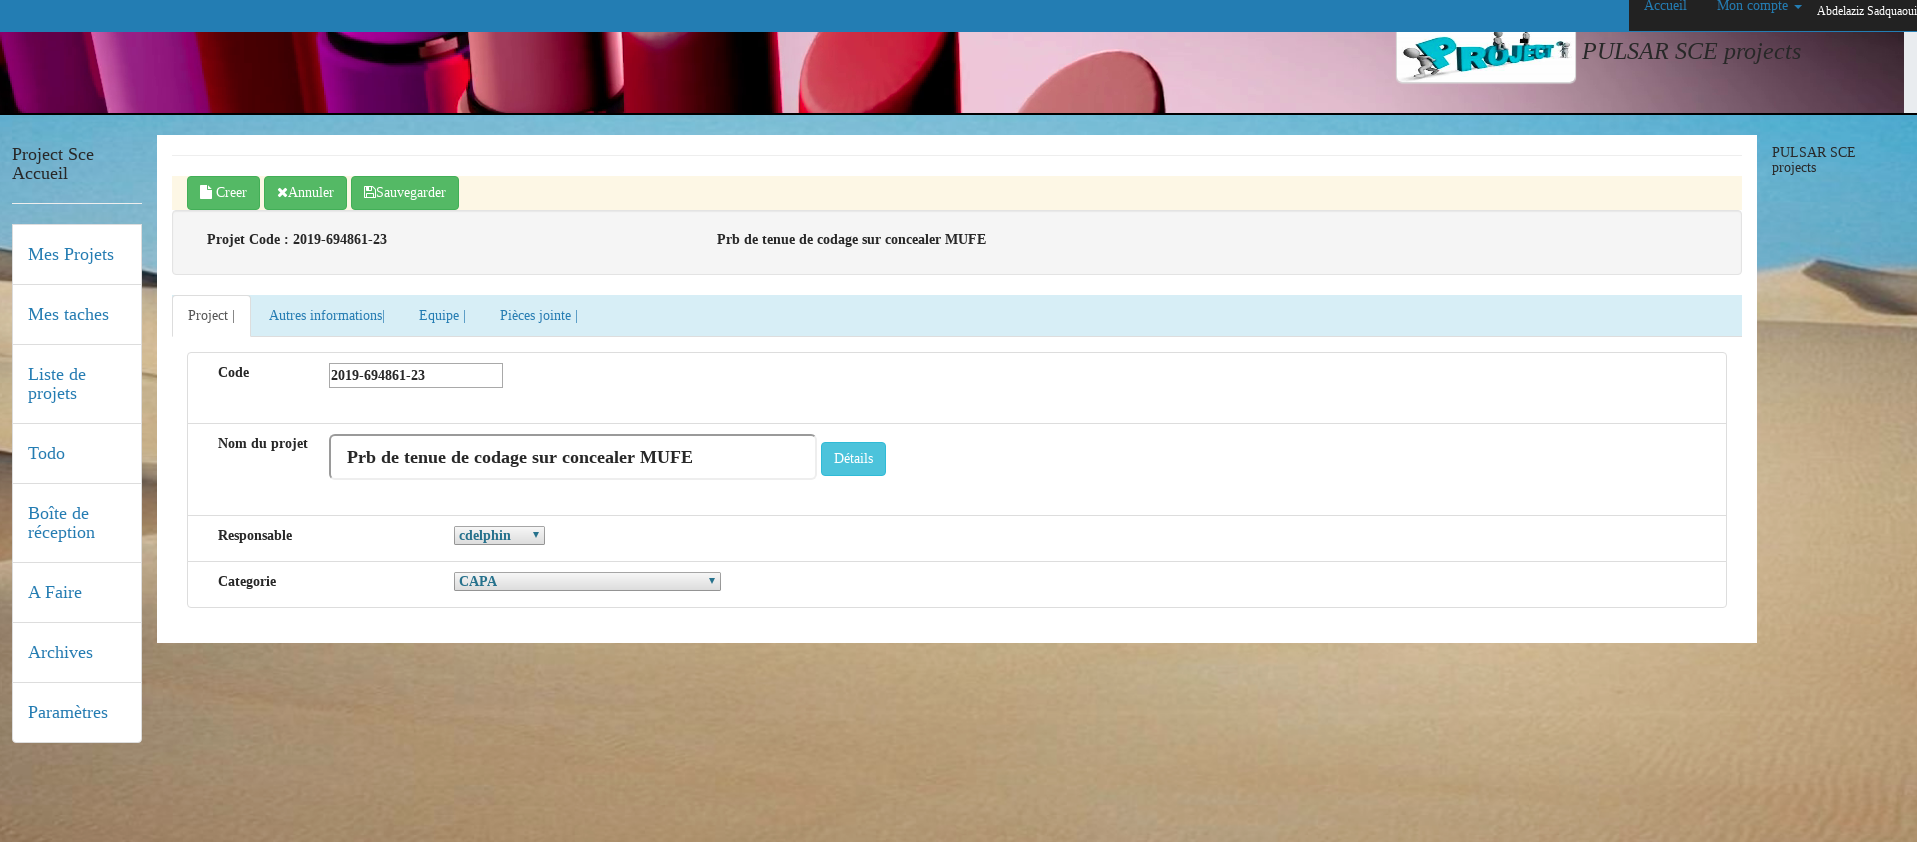 Accueil Mon compte Abdelaziz Sadquaoui
PROJECT PULSAR SCE projects
Project Sce
Accueil
Mes Projets
Mes taches
Liste de
projets
Todo
Boîte de
réception
A Faire
Archives
Paramètres
Creer Annuler Sauvegarder
Projet Code : 2019-694861-23 Prb de tenue de codage sur concealer MUFE
Project | Autres informations| Equipe | Pièces jointe |
Code 2019-694861-23
Nom du projet Prb de tenue de codage sur concealer MUFE Détails
Responsable cdelphin
Categorie CAPA
PULSAR SCE
projects